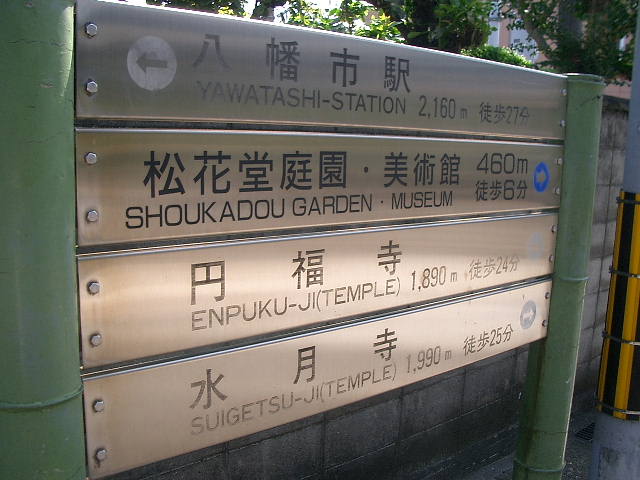 八幡市駅
YAWATASHI-STATION 2,160m 徒歩27分
松花堂庭園・美術館 460m
SHOUKADOU GARDEN・MUSEUM 徒歩6分
円福寺
ENPUKU-JI(TEMPLE) 1,890m 徒歩24分
水月寺
SUIGETSU-JI(TEMPLE) 1,990m 徒歩25分